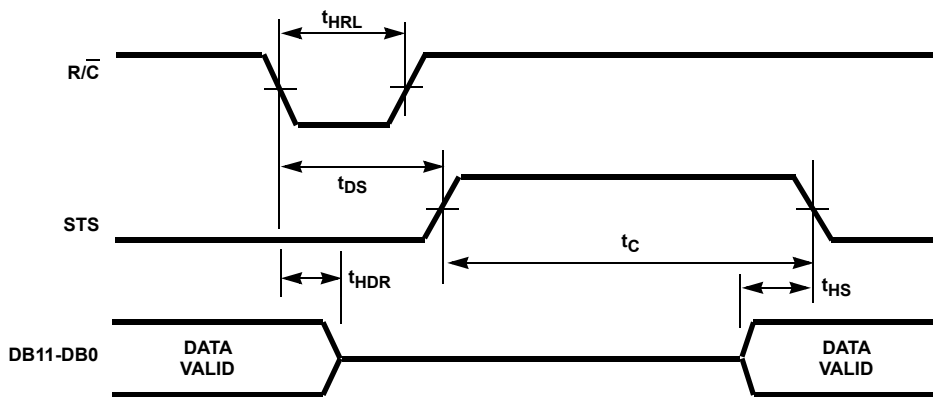 tHRL
R/C̅
tDS
STS
tC
tHDR
tHS
DB11-DB0
DATA
VALID
DATA
VALID